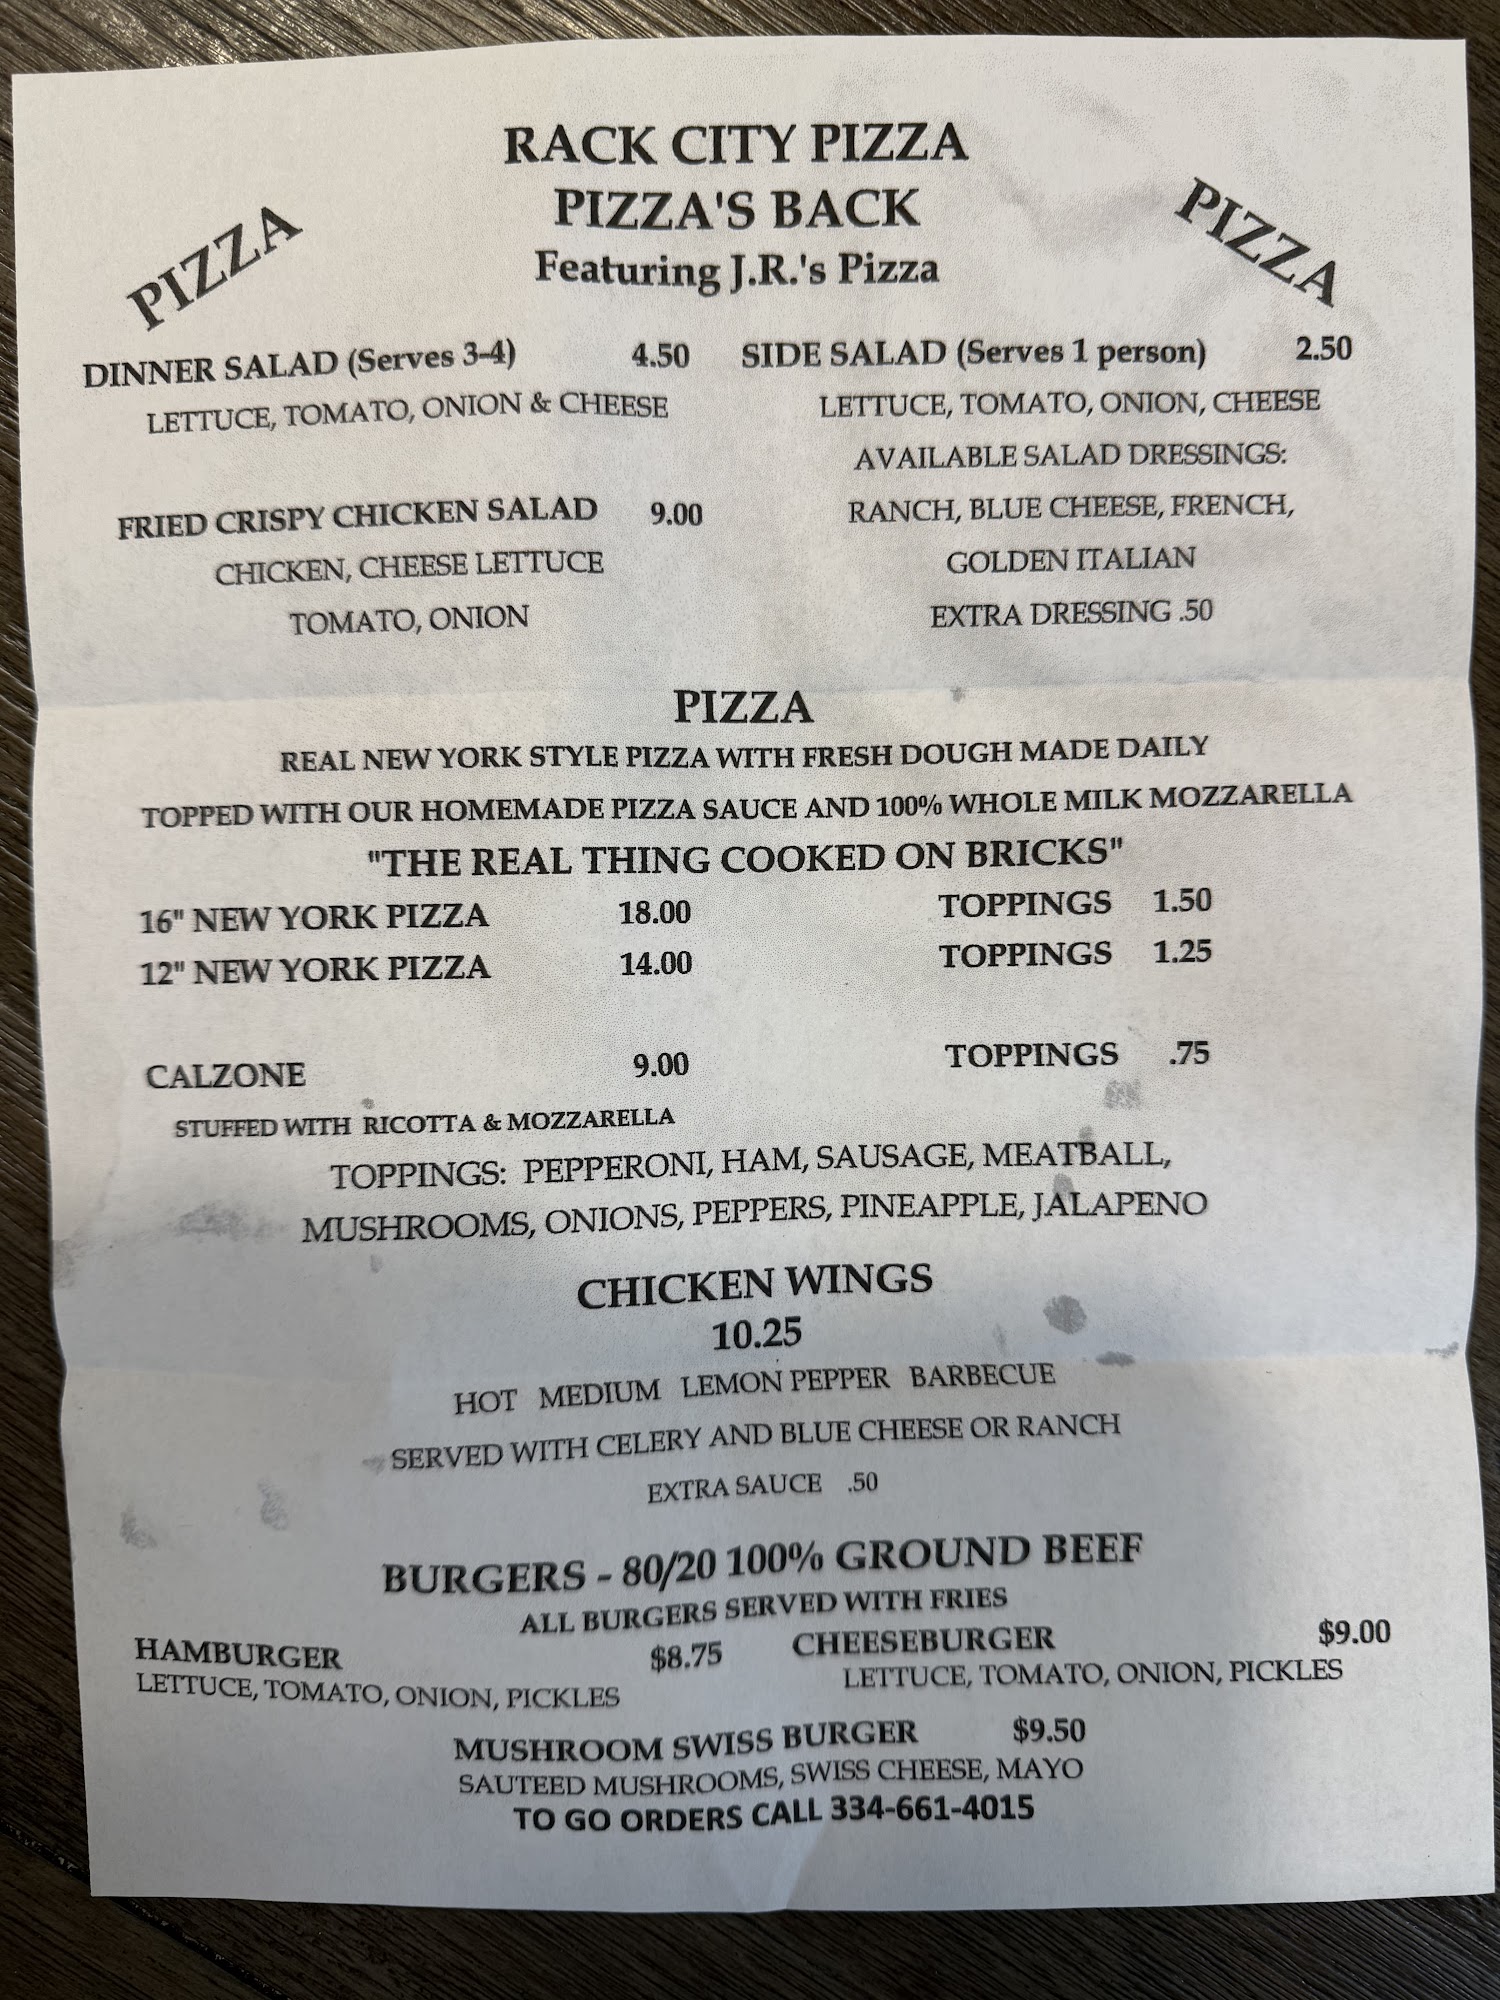 RACK CITY PIZZA
PIZZA'S BACK
Featuring J.R.'s Pizza
PIZZA
PIZZA
DINNER SALAD (Serves 3-4) 4.50
LETTUCE, TOMATO, ONION & CHEESE
SIDE SALAD (Serves 1 person) 2.50
LETTUCE, TOMATO, ONION, CHEESE
AVAILABLE SALAD DRESSINGS:
RANCH, BLUE CHEESE, FRENCH,
GOLDEN ITALIAN
EXTRA DRESSING .50
FRIED CRISPY CHICKEN SALAD 9.00
CHICKEN, CHEESE LETTUCE
TOMATO, ONION
PIZZA
REAL NEW YORK STYLE PIZZA WITH FRESH DOUGH MADE DAILY
TOPPED WITH OUR HOMEMADE PIZZA SAUCE AND 100% WHOLE MILK MOZZARELLA
"THE REAL THING COOKED ON BRICKS"
16" NEW YORK PIZZA 18.00 TOPPINGS 1.50
12" NEW YORK PIZZA 14.00 TOPPINGS 1.25
CALZONE 9.00 TOPPINGS .75
STUFFED WITH RICOTTA & MOZZARELLA
TOPPINGS: PEPPERONI, HAM, SAUSAGE, MEATBALL,
MUSHROOMS, ONIONS, PEPPERS, PINEAPPLE, JALAPENO
CHICKEN WINGS
10.25
HOT MEDIUM LEMON PEPPER BARBECUE
SERVED WITH CELERY AND BLUE CHEESE OR RANCH
EXTRA SAUCE .50
BURGERS - 80/20 100% GROUND BEEF
ALL BURGERS SERVED WITH FRIES
HAMBURGER $8.75
LETTUCE, TOMATO, ONION, PICKLES
CHEESEBURGER $9.00
LETTUCE, TOMATO, ONION, PICKLES
MUSHROOM SWISS BURGER $9.50
SAUTEED MUSHROOMS, SWISS CHEESE, MAYO
TO GO ORDERS CALL 334-661-4015